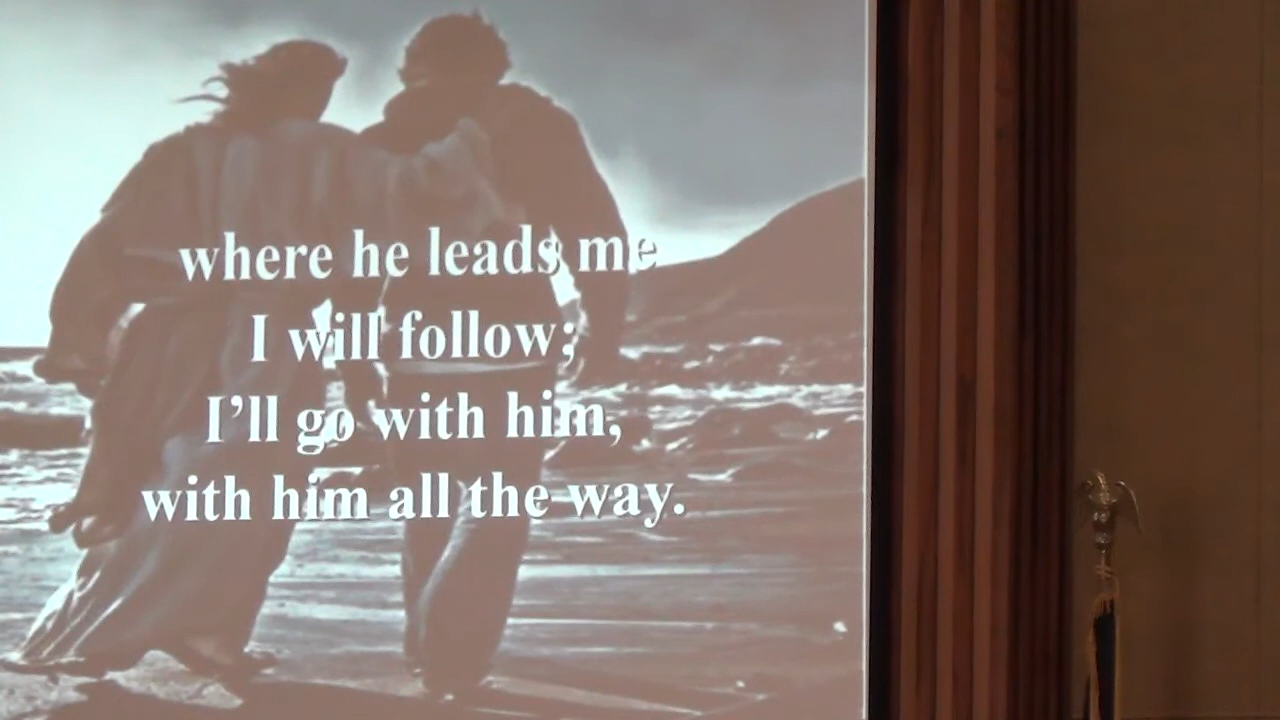 where he leads me
I will follow;
I’ll go with him,
with him all the way.